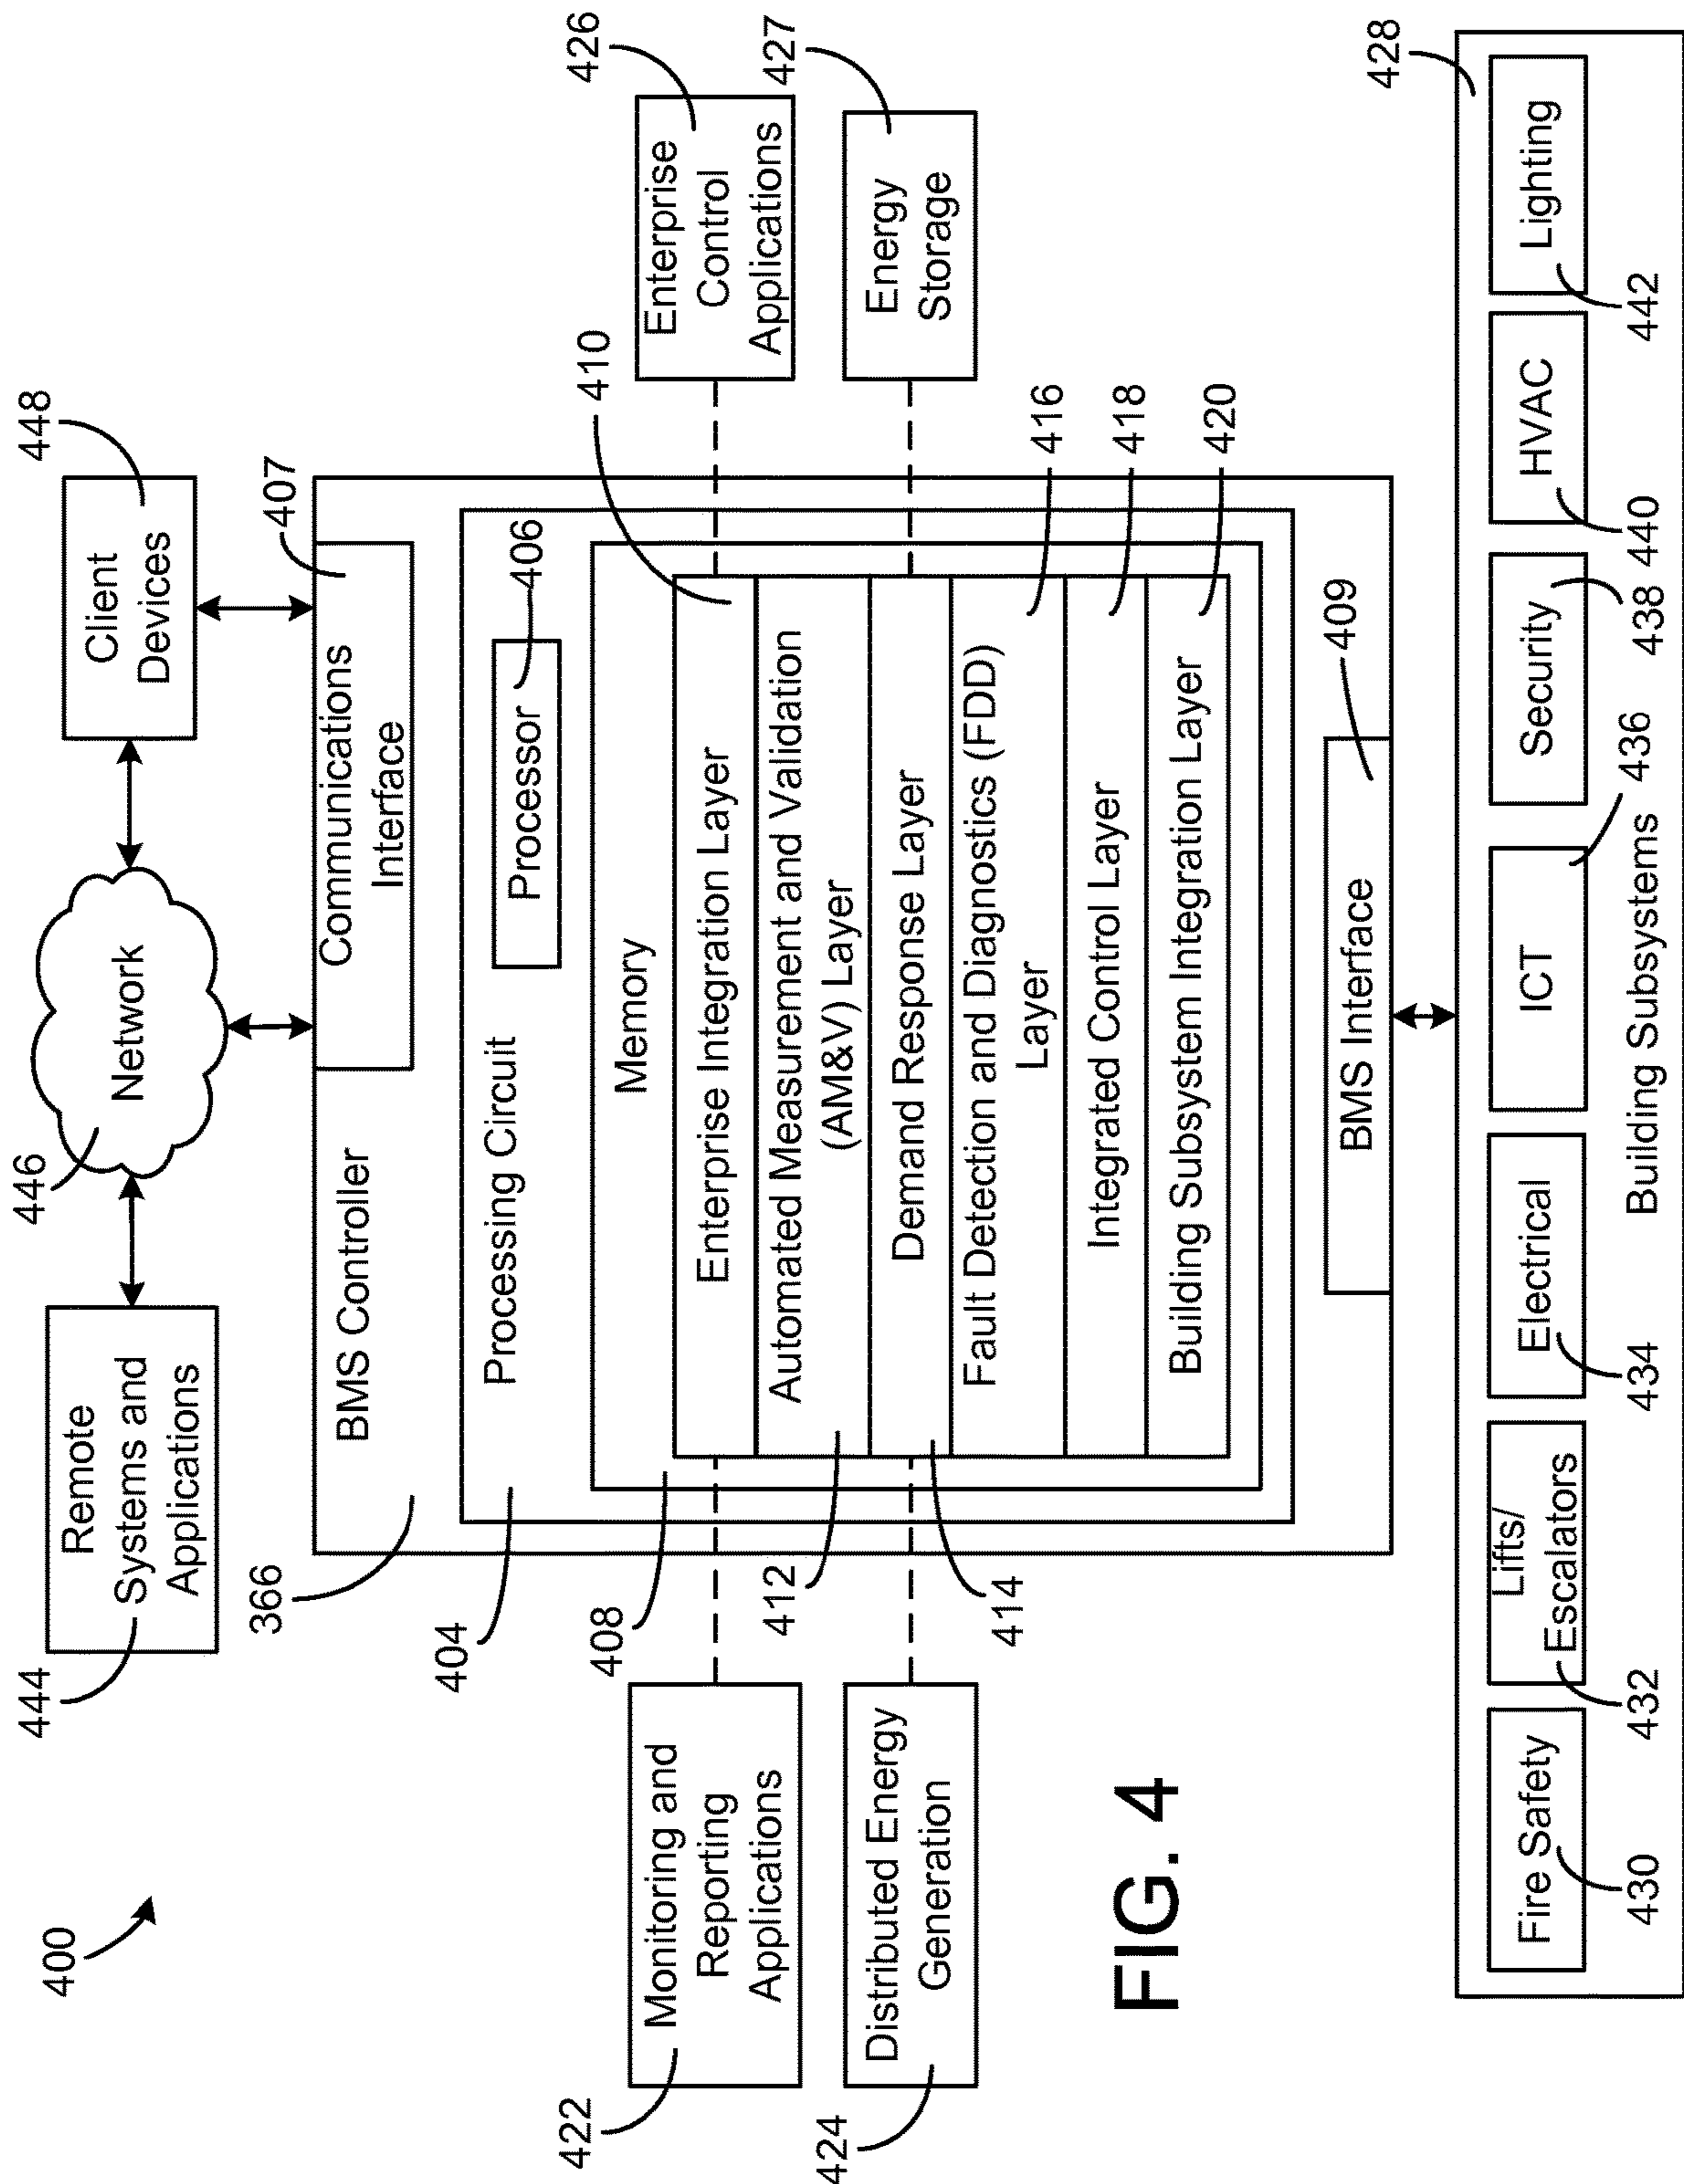 400
444
Remote
Systems and
Applications
446
Network
448
Client
Devices
366
BMS Controller
Communications
Interface
407
404
Processing Circuit
Processor
406
408
Memory
410
Enterprise Integration Layer
412
Automated Measurement and Validation
(AM&V) Layer
414
Demand Response Layer
Fault Detection and Diagnostics (FDD)
Layer
416
Integrated Control Layer
418
Building Subsystem Integration Layer
420
BMS Interface
409
422
Monitoring and
Reporting
Applications
424
Distributed Energy
Generation
426
Enterprise
Control
Applications
427
Energy
Storage
FIG. 4
428
Fire Safety
430
Lifts/
Escalators
432
Electrical
434
ICT
436
Security
438
HVAC
440
Lighting
442
Building Subsystems